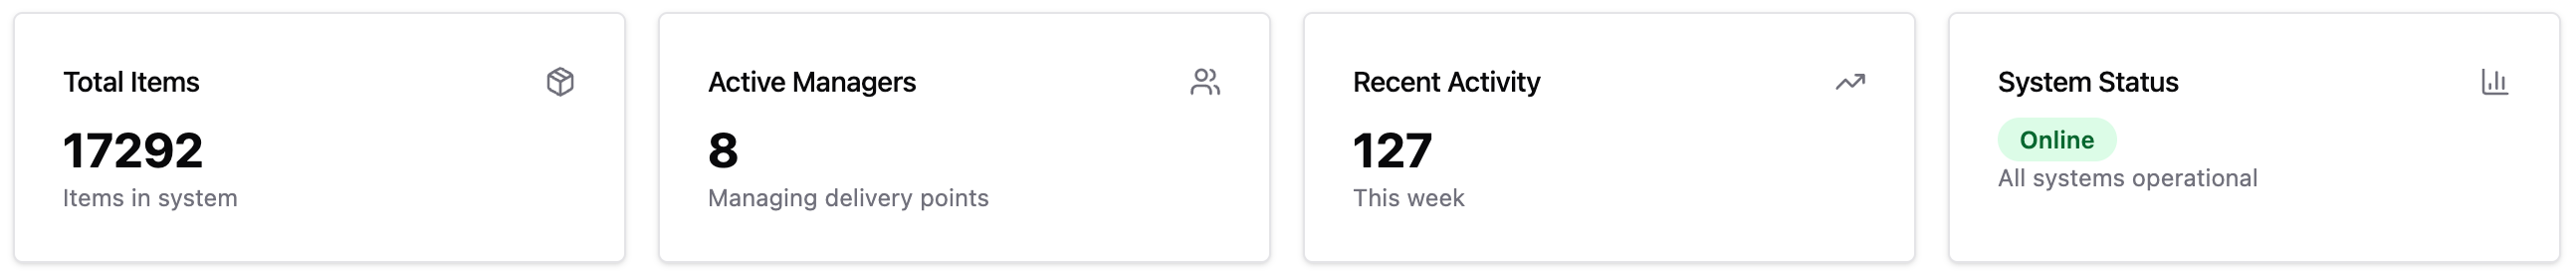 Total Items
17292
Items in system
Active Managers
8
Managing delivery points
Recent Activity
127
This week
System Status
Online
All systems operational